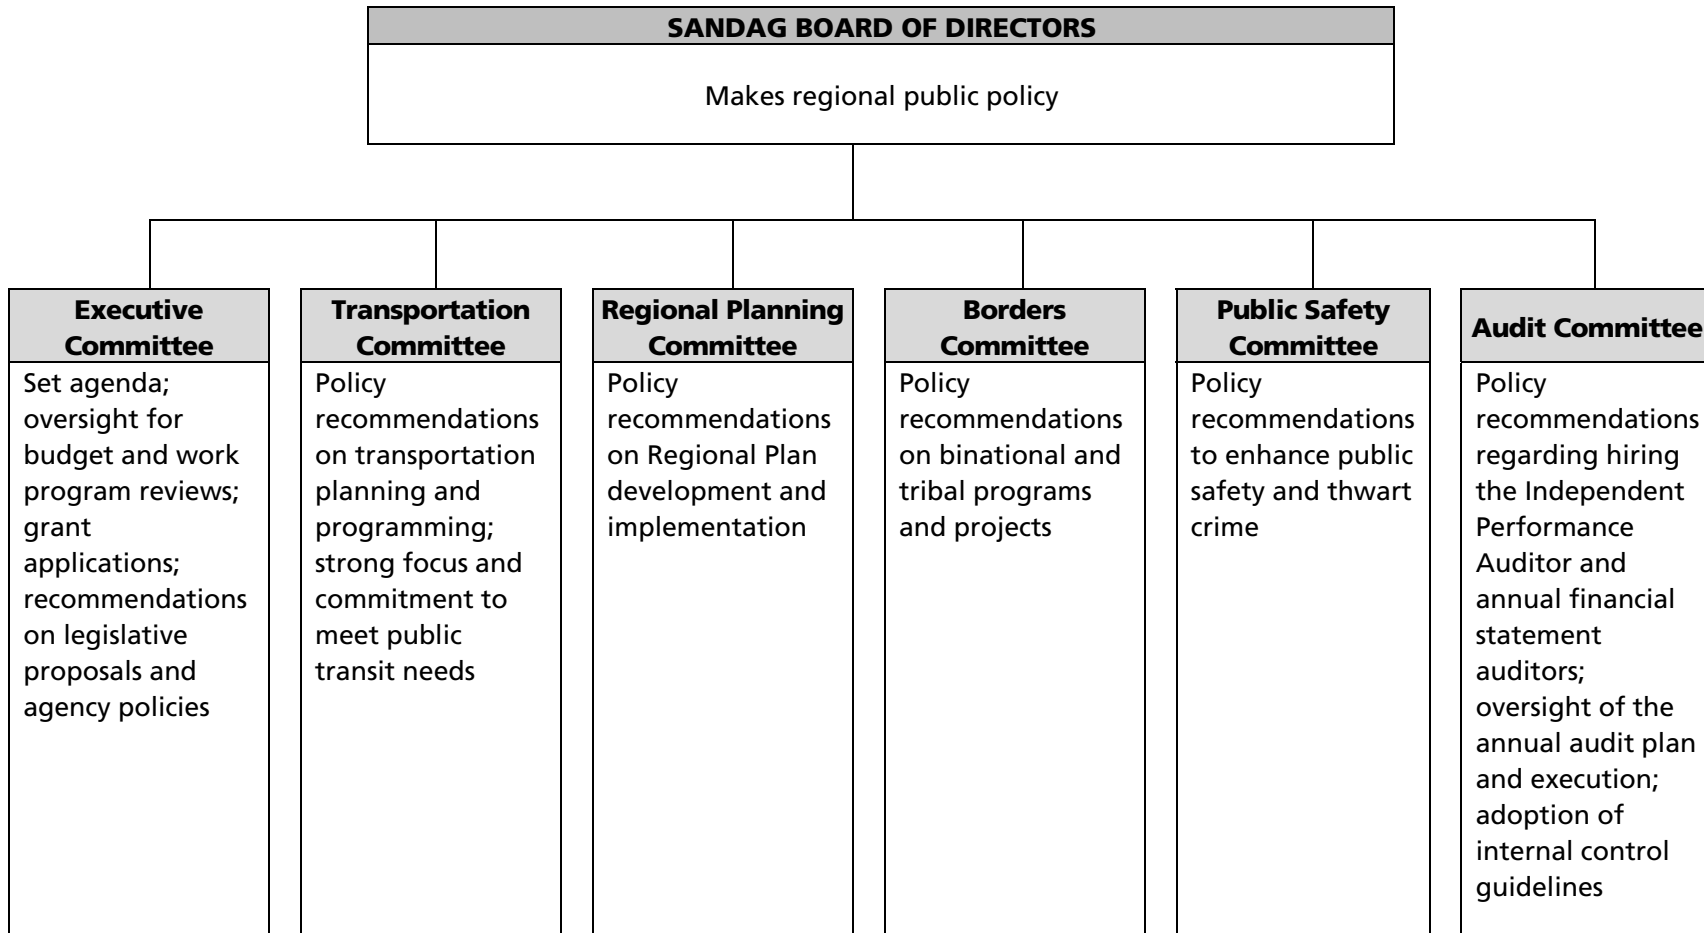 SANDAG BOARD OF DIRECTORS
Makes regional public policy
Executive
Committee
Set agenda;
oversight for
budget and work
program reviews;
grant
applications;
recommendations
on legislative
proposals and
agency policies
Transportation
Committee
Policy
recommendations
on transportation
planning and
programming;
strong focus and
commitment to
meet public
transit needs
Regional Planning
Committee
Policy
recommendations
on Regional Plan
development and
implementation
Borders
Committee
Policy
recommendations
on binational and
tribal programs
and projects
Public Safety
Committee
Policy
recommendations
to enhance public
safety and thwart
crime
Audit Committee
Policy
recommendations
regarding hiring
the Independent
Performance
Auditor and
annual financial
statement
auditors;
oversight of the
annual audit plan
and execution;
adoption of
internal control
guidelines